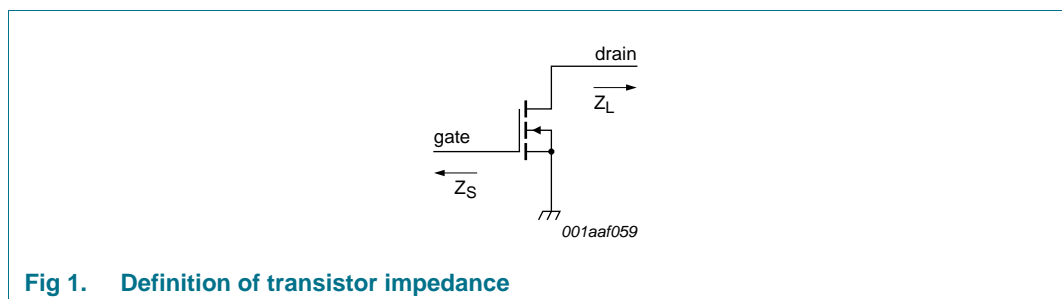 drain
Z_L
gate
Z_S
001aaf059
Fig 1. Definition of transistor impedance